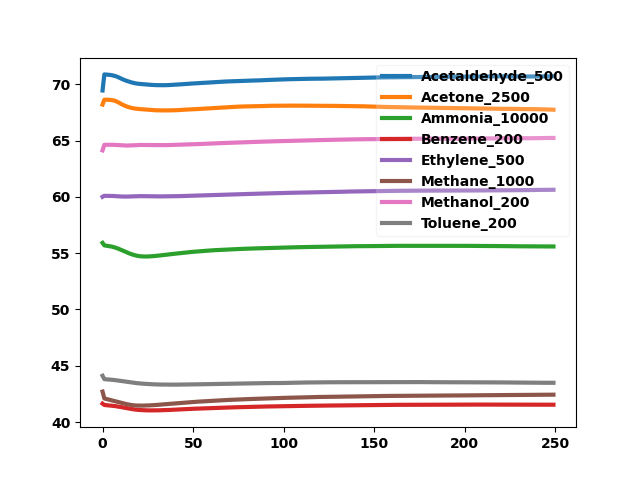 70
65
60
55
50
45
40
0 50 100 150 200 250
Acetaldehyde_500
Acetone_2500
Ammonia_10000
Benzene_200
Ethylene_500
Methane_1000
Methanol_200
Toluene_200